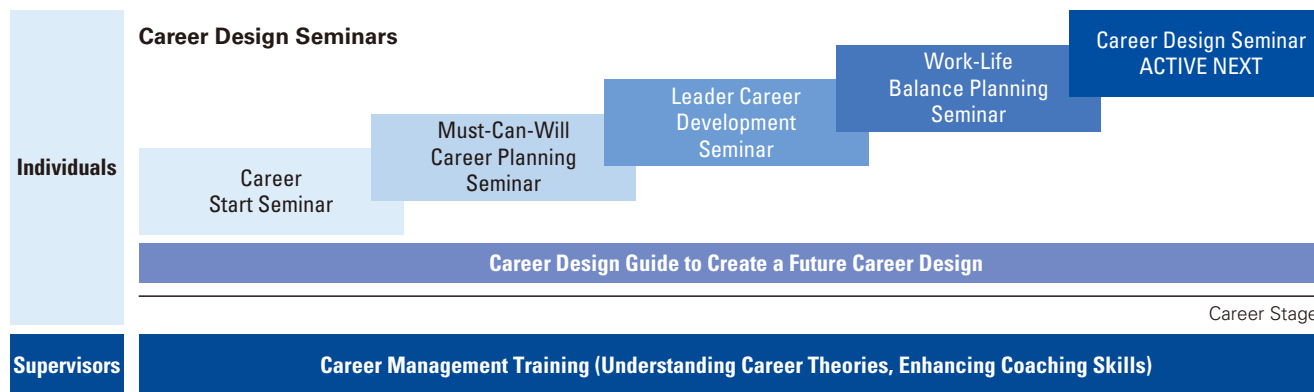 Career Design Seminars
Individuals
Career
Start Seminar
Must-Can-Will
Career Planning
Seminar
Leader Career
Development
Seminar
Work-Life
Balance Planning
Seminar
Career Design Seminar
ACTIVE NEXT
Career Design Guide to Create a Future Career Design
Career Stage
Supervisors
Career Management Training (Understanding Career Theories, Enhancing Coaching Skills)